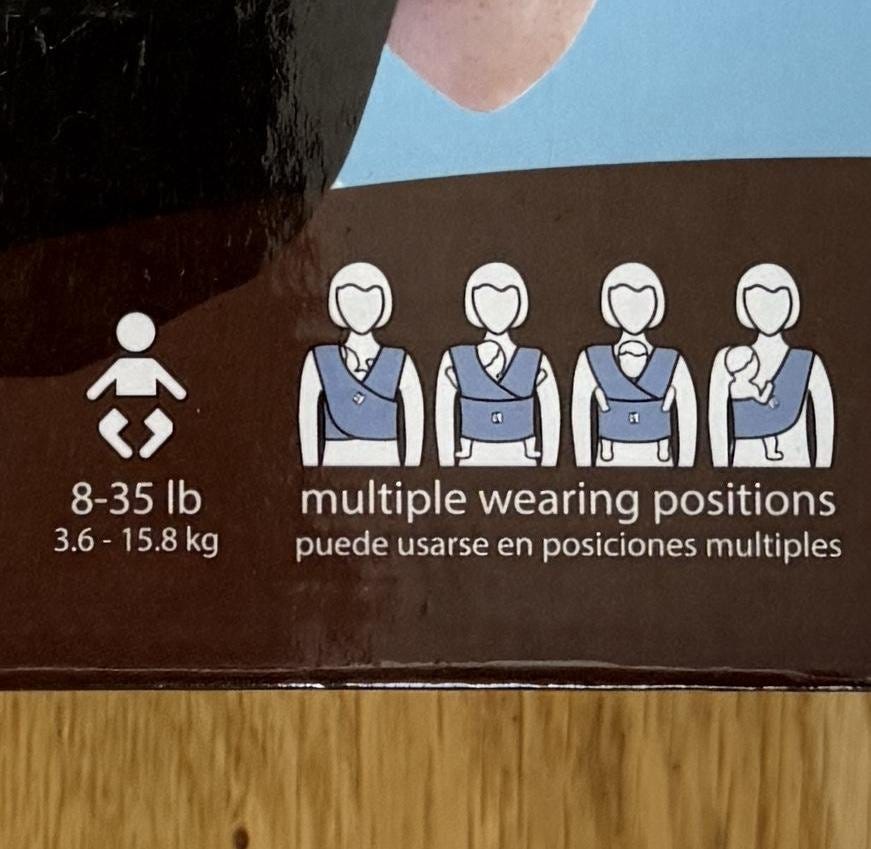 8-35 lb
3.6 - 15.8 kg
multiple wearing positions
puede usarse en posiciones multiples